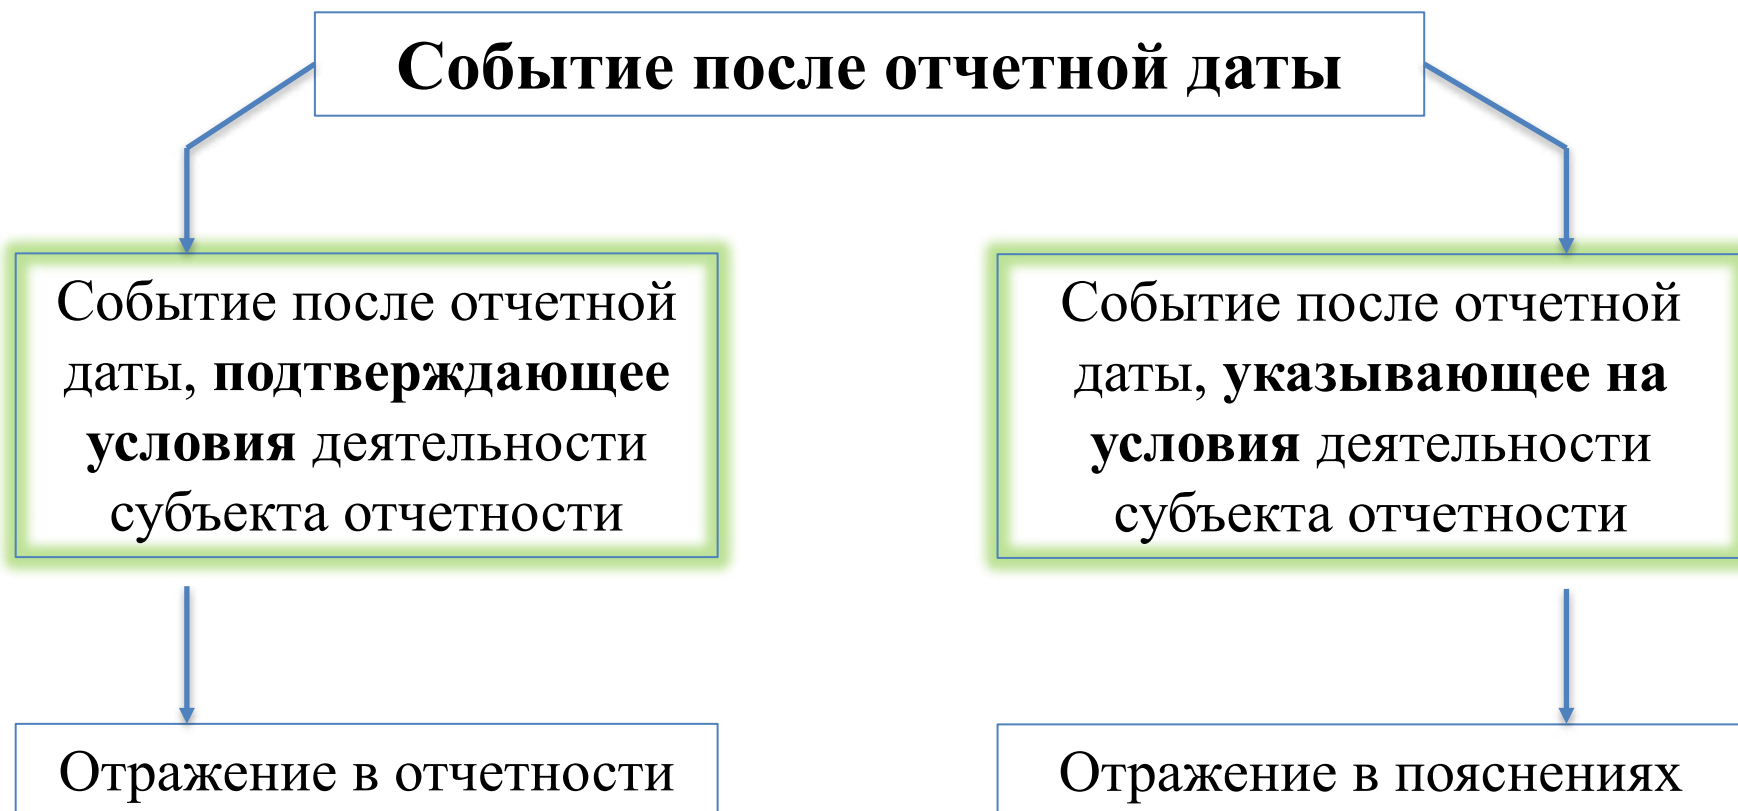 Событие после отчетной даты
Событие после отчетной
даты, подтверждающее
условия деятельности
субъекта отчетности
Событие после отчетной
даты, указывающее на
условия деятельности
субъекта отчетности
Отражение в отчетности
Отражение в пояснениях